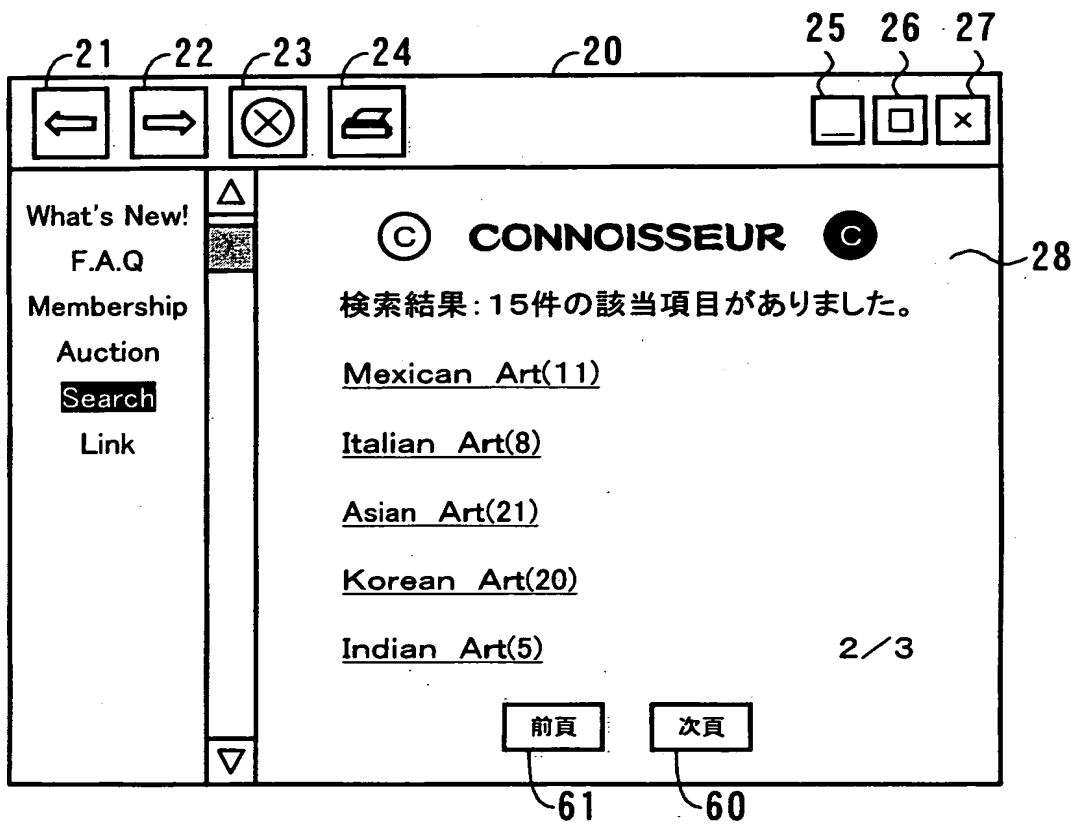 21 22 23 24 20 25 26 27
What's New!
F.A.Q
Membership
Auction
Search
Link
C CONNOISSEUR C
28
検索結果:15件の該当項目がありました。
Mexican Art(11)
Italian Art(8)
Asian Art(21)
Korean Art(20)
Indian Art(5) 2/3
前頁 次頁
61 60